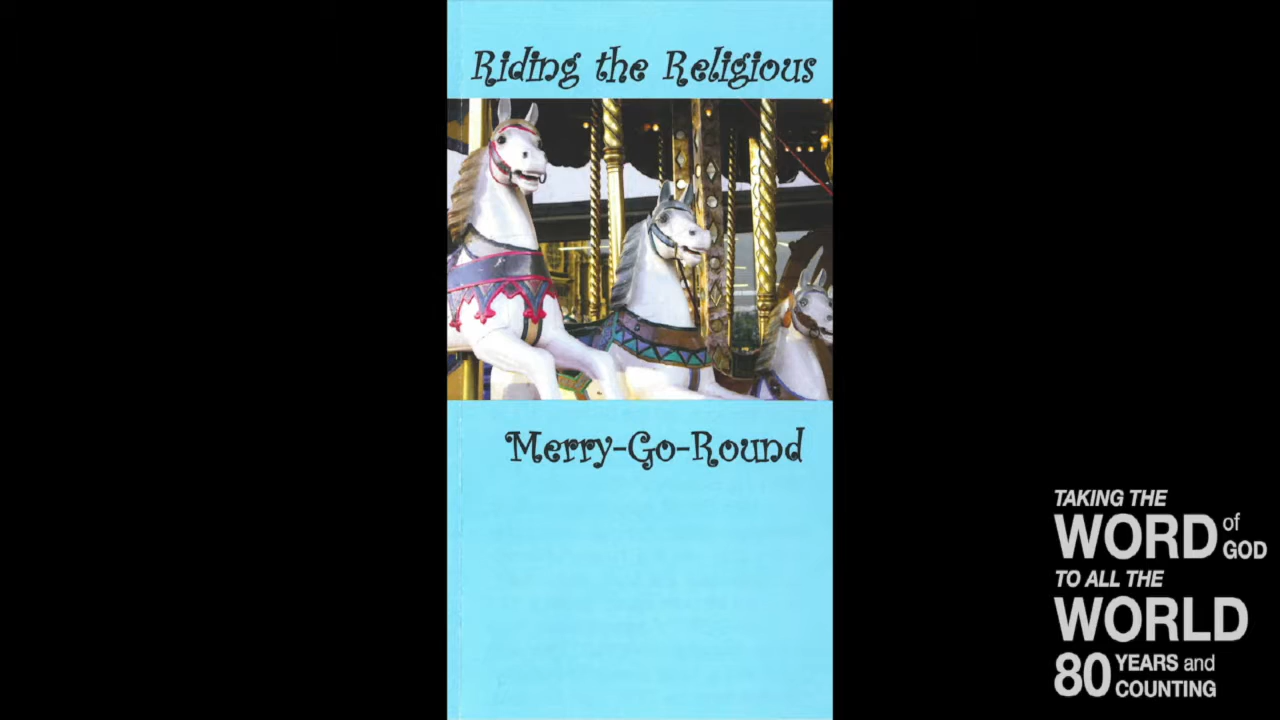 Riding the Religious
Merry-Go-Round
TAKING THE
WORD of GOD
TO ALL THE
WORLD
80 YEARS and
COUNTING